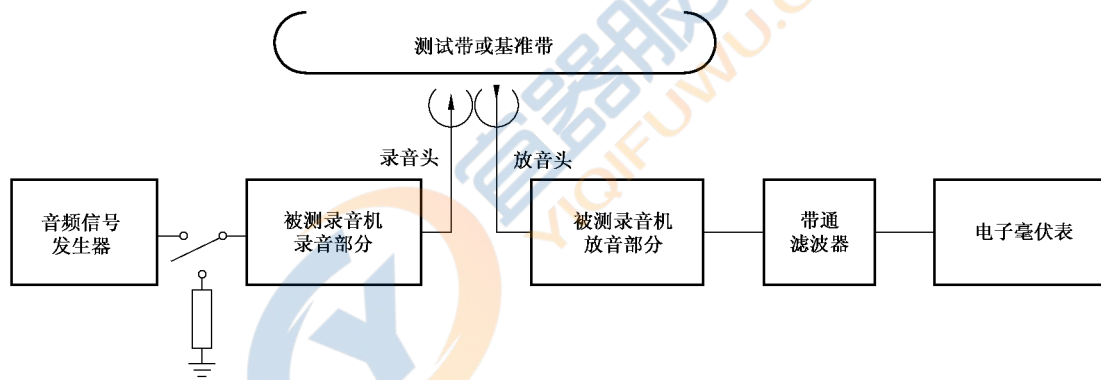 测试带或基准带
录音头
放音头
音频信号
发生器
被测录音机
录音部分
被测录音机
放音部分
带通
滤波器
电子毫伏表
YIQIFUWU.C